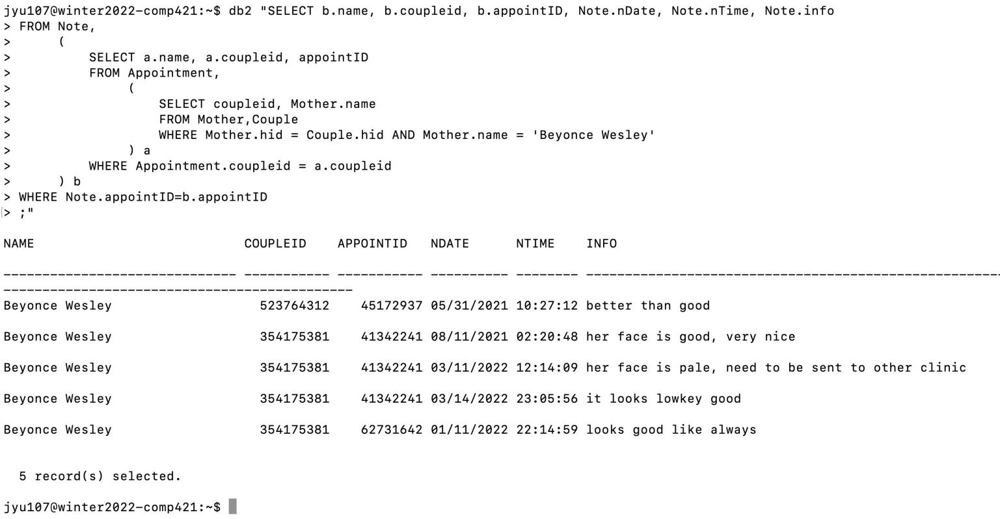 jyu107@winter2022-comp421:~$ db2 "SELECT b.name, b.coupleid, b.appointID, Note.nDate, Note.nTime, Note.info
> FROM Note,
>      (
>          SELECT a.name, a.coupleid, appointID
>          FROM Appointment,
>               (
>                   SELECT coupleid, Mother.name
>                   FROM Mother,Couple
>                   WHERE Mother.hid = Couple.hid AND Mother.name = 'Beyonce Wesley'
>               ) a
>          WHERE Appointment.coupleid = a.coupleid
>      ) b
> WHERE Note.appointID=b.appointID
[> ;"
NAME                           COUPLEID    APPOINTID   NDATE      NTIME    INFO
------------------------------ ----------- ----------- ---------- -------- ------------------------------------------------------
---------------------------------------------
Beyonce Wesley                   523764312    45172937 05/31/2021 10:27:12 better than good
Beyonce Wesley                   354175381    41342241 08/11/2021 02:20:48 her face is good, very nice
Beyonce Wesley                   354175381    41342241 03/11/2022 12:14:09 her face is pale, need to be sent to other clinic
Beyonce Wesley                   354175381    41342241 03/14/2022 23:05:56 it looks lowkey good
Beyonce Wesley                   354175381    62731642 01/11/2022 22:14:59 looks good like always
  5 record(s) selected.
jyu107@winter2022-comp421:~$